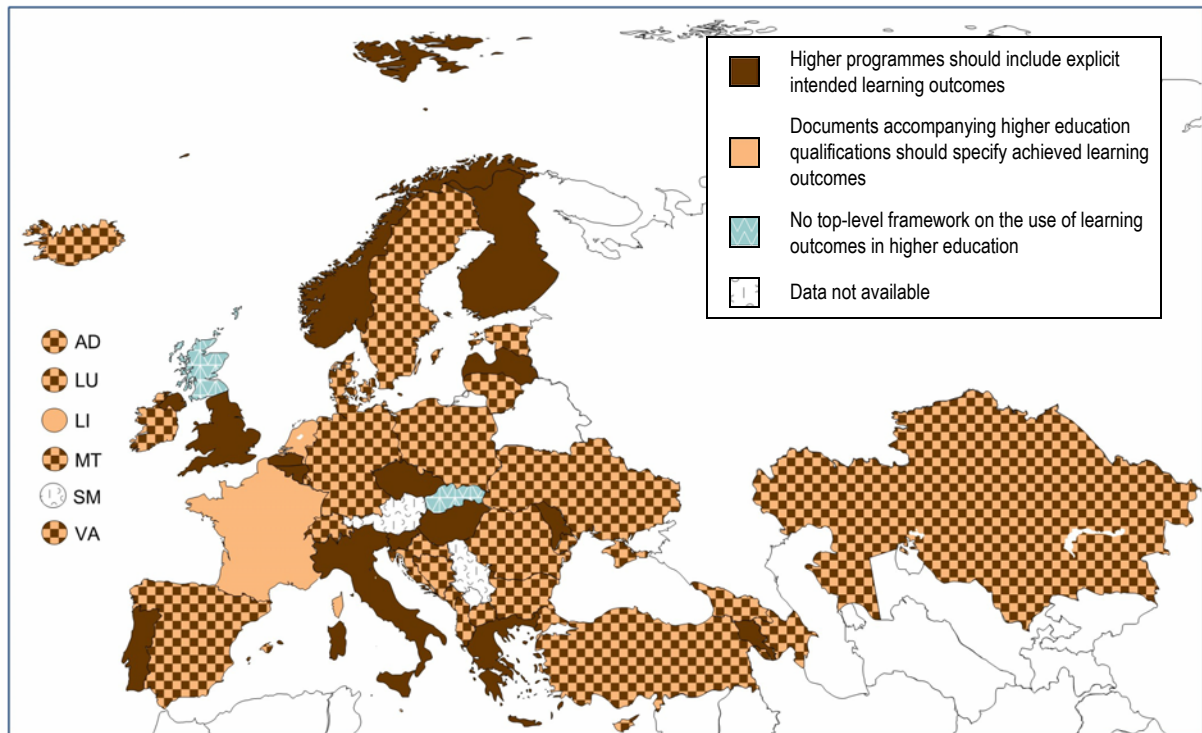 Higher programmes should include explicit
intended learning outcomes
Documents accompanying higher education
qualifications should specify achieved learning
outcomes
No top-level framework on the use of learning
outcomes in higher education
Data not available
AD
LU
LI
MT
SM
VA